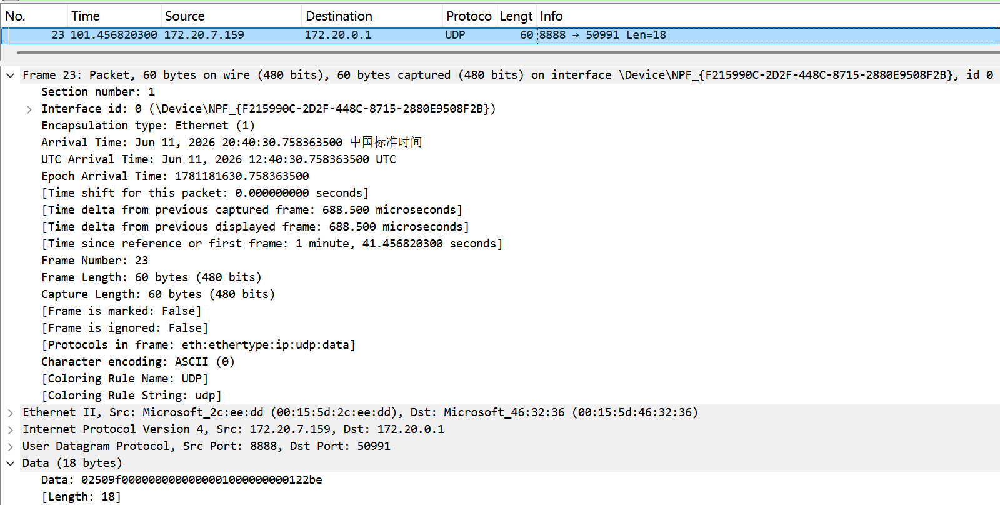 No. Time Source Destination Protoco Lengt Info
23 101.456820300 172.20.7.159 172.20.0.1 UDP 60 8888 → 50991 Len=18
Frame 23: Packet, 60 bytes on wire (480 bits), 60 bytes captured (480 bits) on interface \Device\NPF_{F215990C-2D2F-448C-8715-2880E9508F2B}, id 0
Section number: 1
Interface id: 0 (\Device\NPF_{F215990C-2D2F-448C-8715-2880E9508F2B})
Encapsulation type: Ethernet (1)
Arrival Time: Jun 11, 2026 20:40:30.758363500 中国标准时间
UTC Arrival Time: Jun 11, 2026 12:40:30.758363500 UTC
Epoch Arrival Time: 1781181630.758363500
[Time shift for this packet: 0.000000000 seconds]
[Time delta from previous captured frame: 688.500 microseconds]
[Time delta from previous displayed frame: 688.500 microseconds]
[Time since reference or first frame: 1 minute, 41.456820300 seconds]
Frame Number: 23
Frame Length: 60 bytes (480 bits)
Capture Length: 60 bytes (480 bits)
[Frame is marked: False]
[Frame is ignored: False]
[Protocols in frame: eth:ethertype:ip:udp:data]
Character encoding: ASCII (0)
[Coloring Rule Name: UDP]
[Coloring Rule String: udp]
Ethernet II, Src: Microsoft_2c:ee:dd (00:15:5d:2c:ee:dd), Dst: Microsoft_46:32:36 (00:15:5d:46:32:36)
Internet Protocol Version 4, Src: 172.20.7.159, Dst: 172.20.0.1
User Datagram Protocol, Src Port: 8888, Dst Port: 50991
Data (18 bytes)
Data: 02509f0000000000000001000000000122be
[Length: 18]